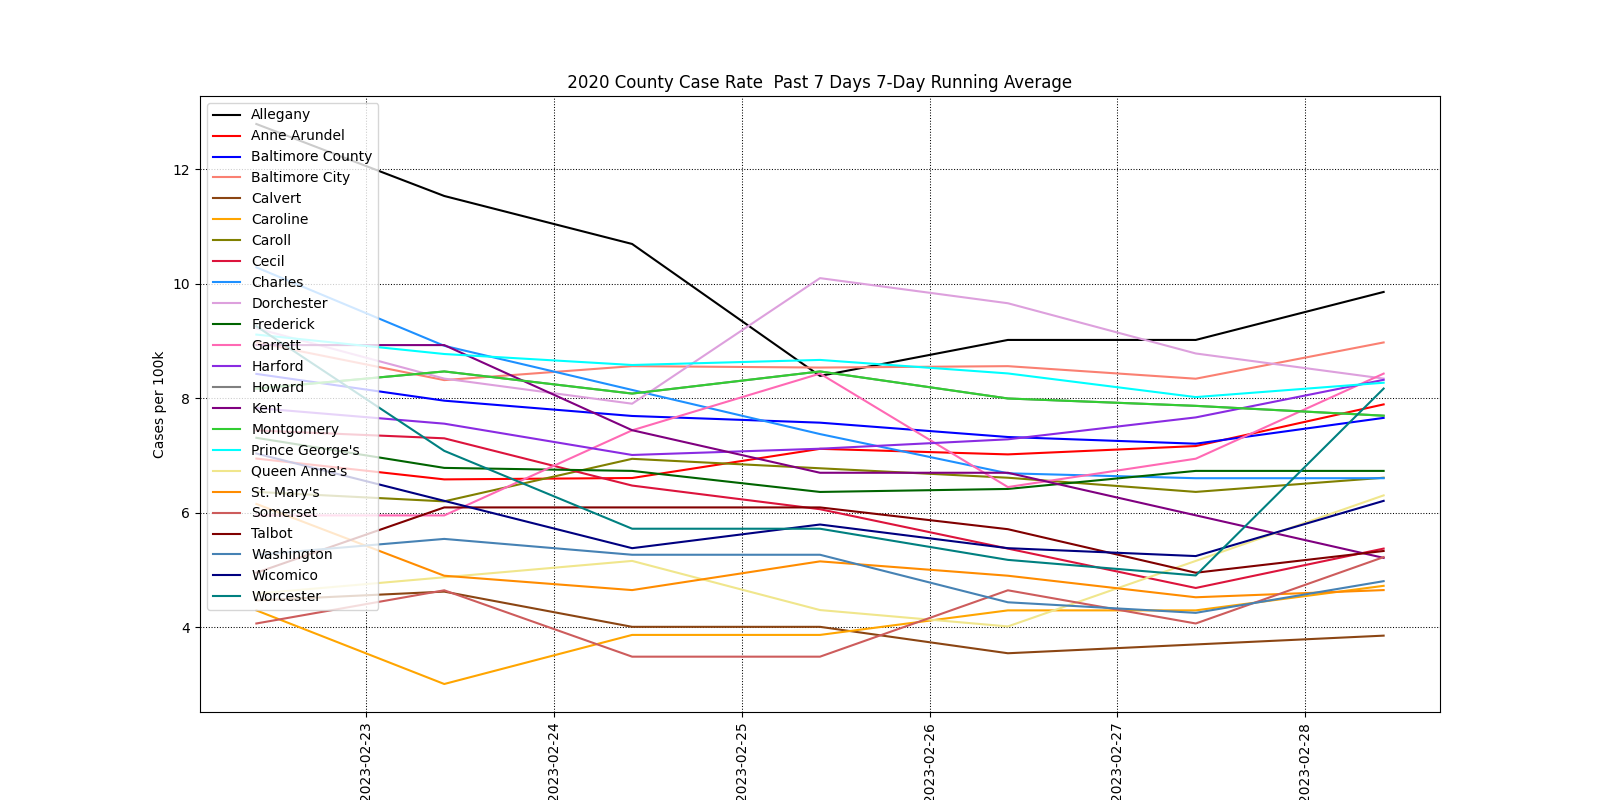 2020 County Case Rate  Past 7 Days 7-Day Running Average
Cases per 100k
12
10
8
6
4
Allegany
Anne Arundel
Baltimore County
Baltimore City
Calvert
Caroline
Caroll
Cecil
Charles
Dorchester
Frederick
Garrett
Harford
Howard
Kent
Montgomery
Prince George's
Queen Anne's
St. Mary's
Somerset
Talbot
Washington
Wicomico
Worcester
2023-02-23
2023-02-24
2023-02-25
2023-02-26
2023-02-27
2023-02-28